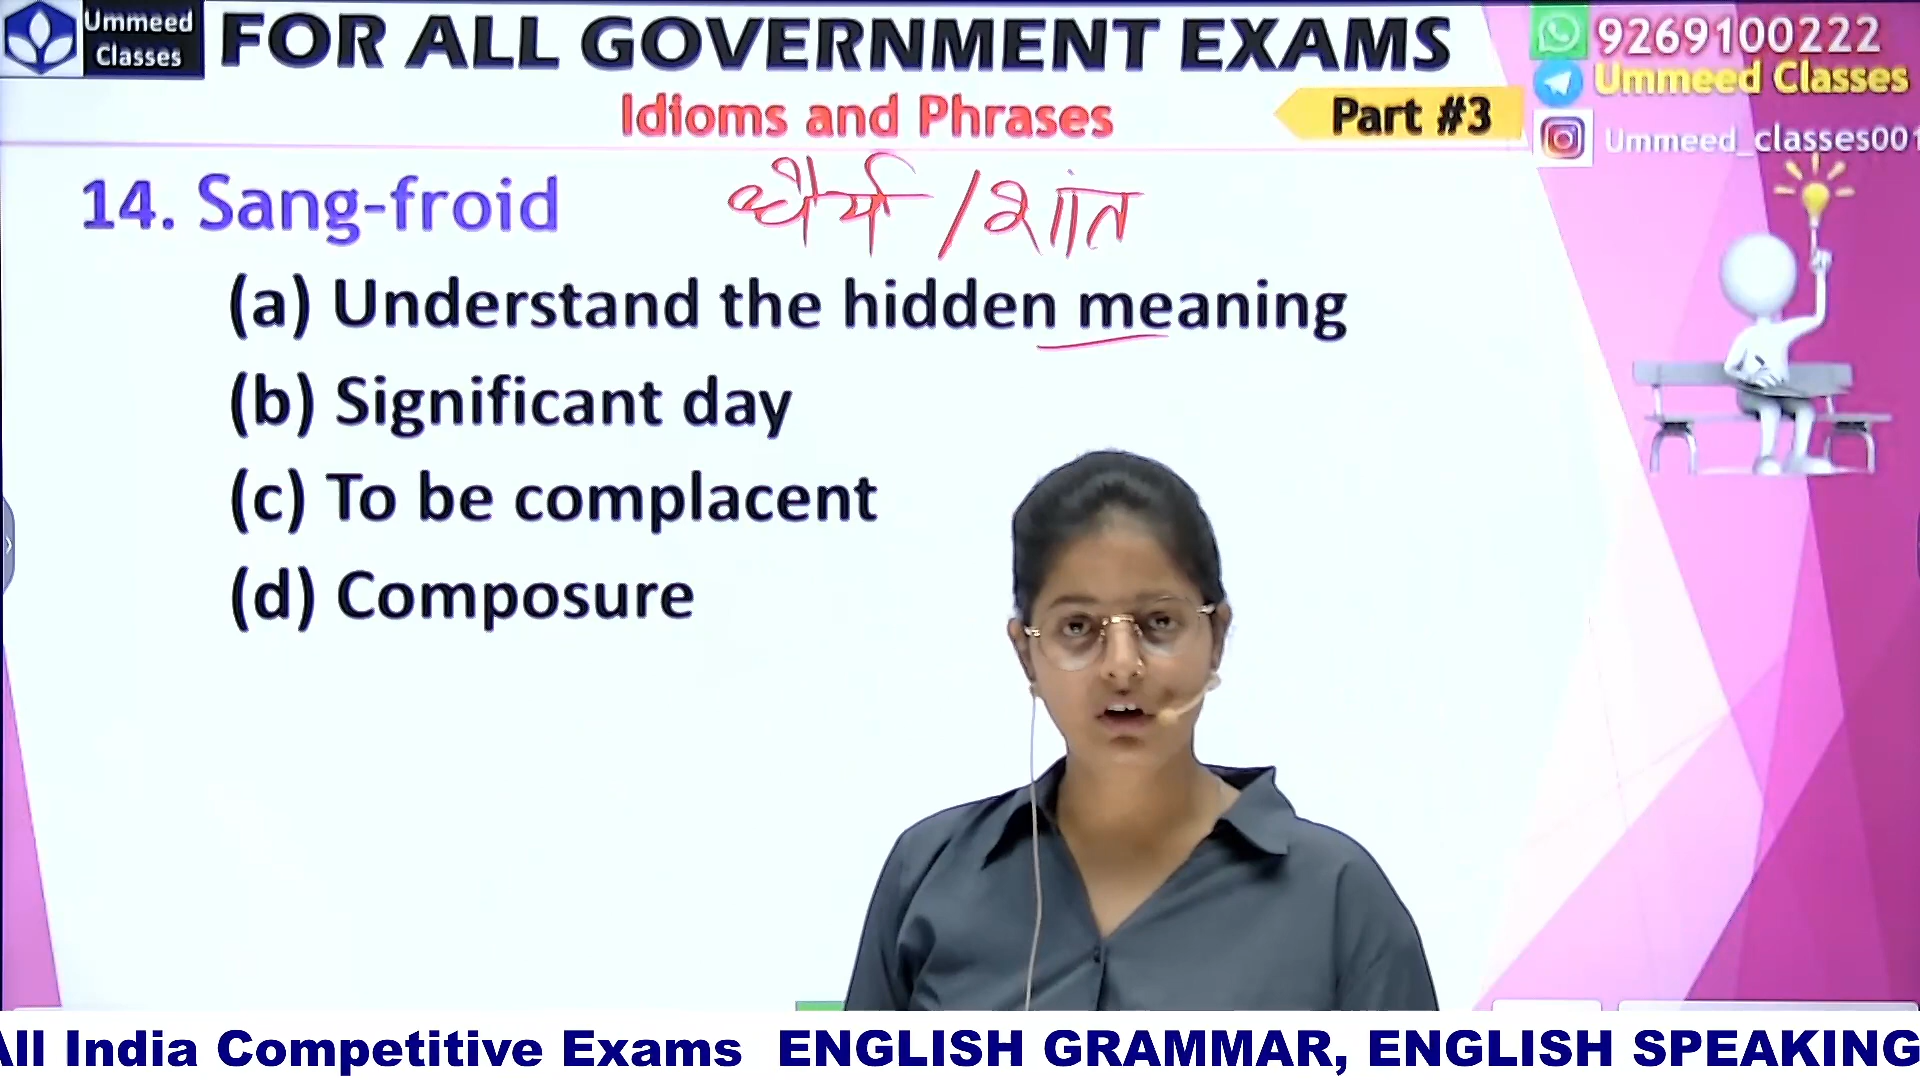 Ummeed
Classes
FOR ALL GOVERNMENT EXAMS
9269100222
Ummeed Classes
Idioms and Phrases
Part #3
Ummeed_classes001
14. Sang-froid
धैर्य / शांत
(a) Understand the hidden meaning
(b) Significant day
(c) To be complacent
(d) Composure
All India Competitive Exams ENGLISH GRAMMAR, ENGLISH SPEAKING